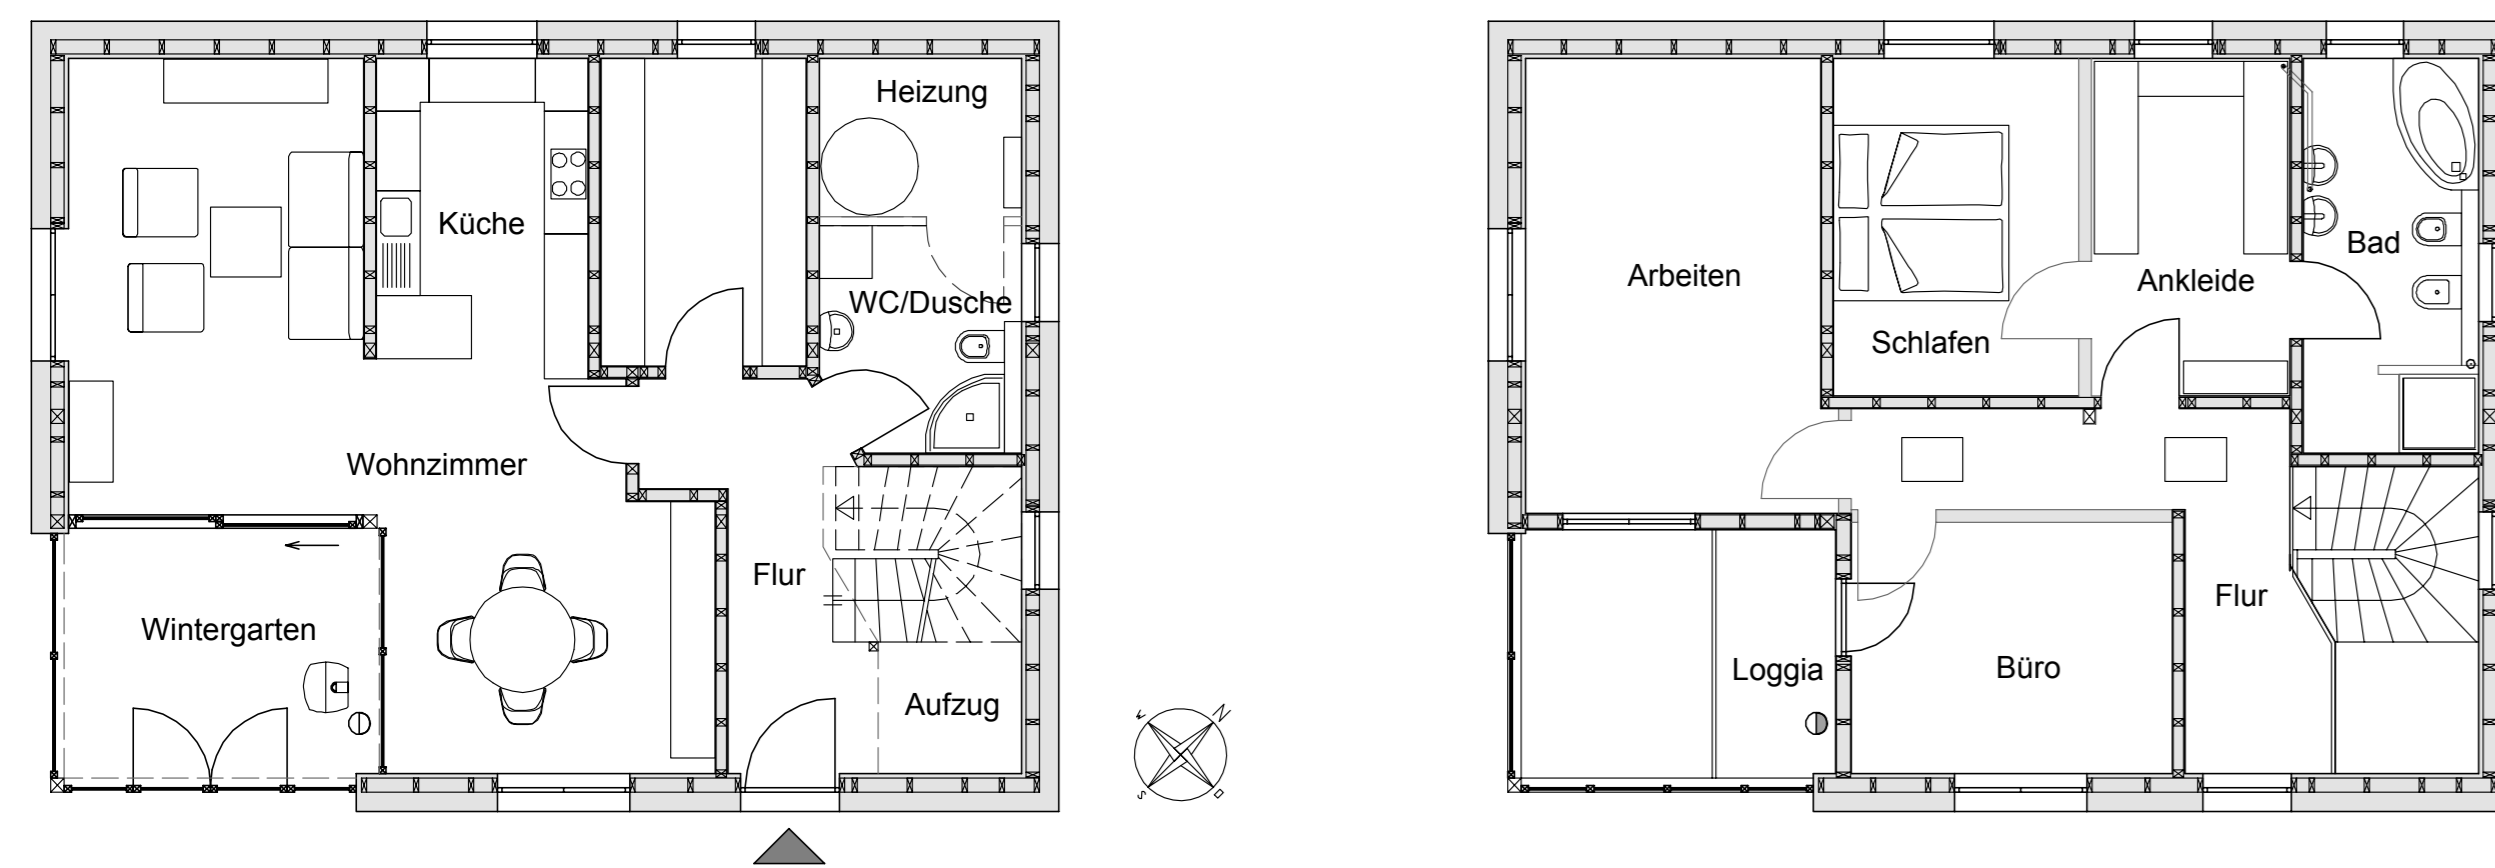 Heizung
Küche
WC/Dusche
Wohnzimmer
Flur
Wintergarten
Aufzug
W
N
S
O
Arbeiten
Bad
Ankleide
Schlafen
Flur
Loggia
Büro